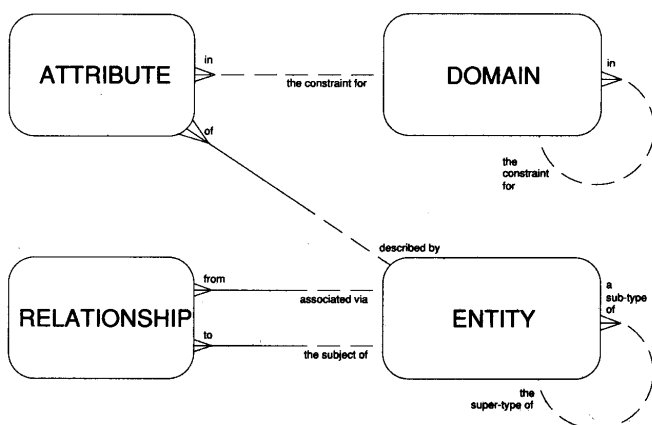 ATTRIBUTE
in
the constraint for
DOMAIN
in
of
the
constraint
for
described by
RELATIONSHIP
from
associated via
to
the subject of
ENTITY
a
sub-type
of
the
super-type of